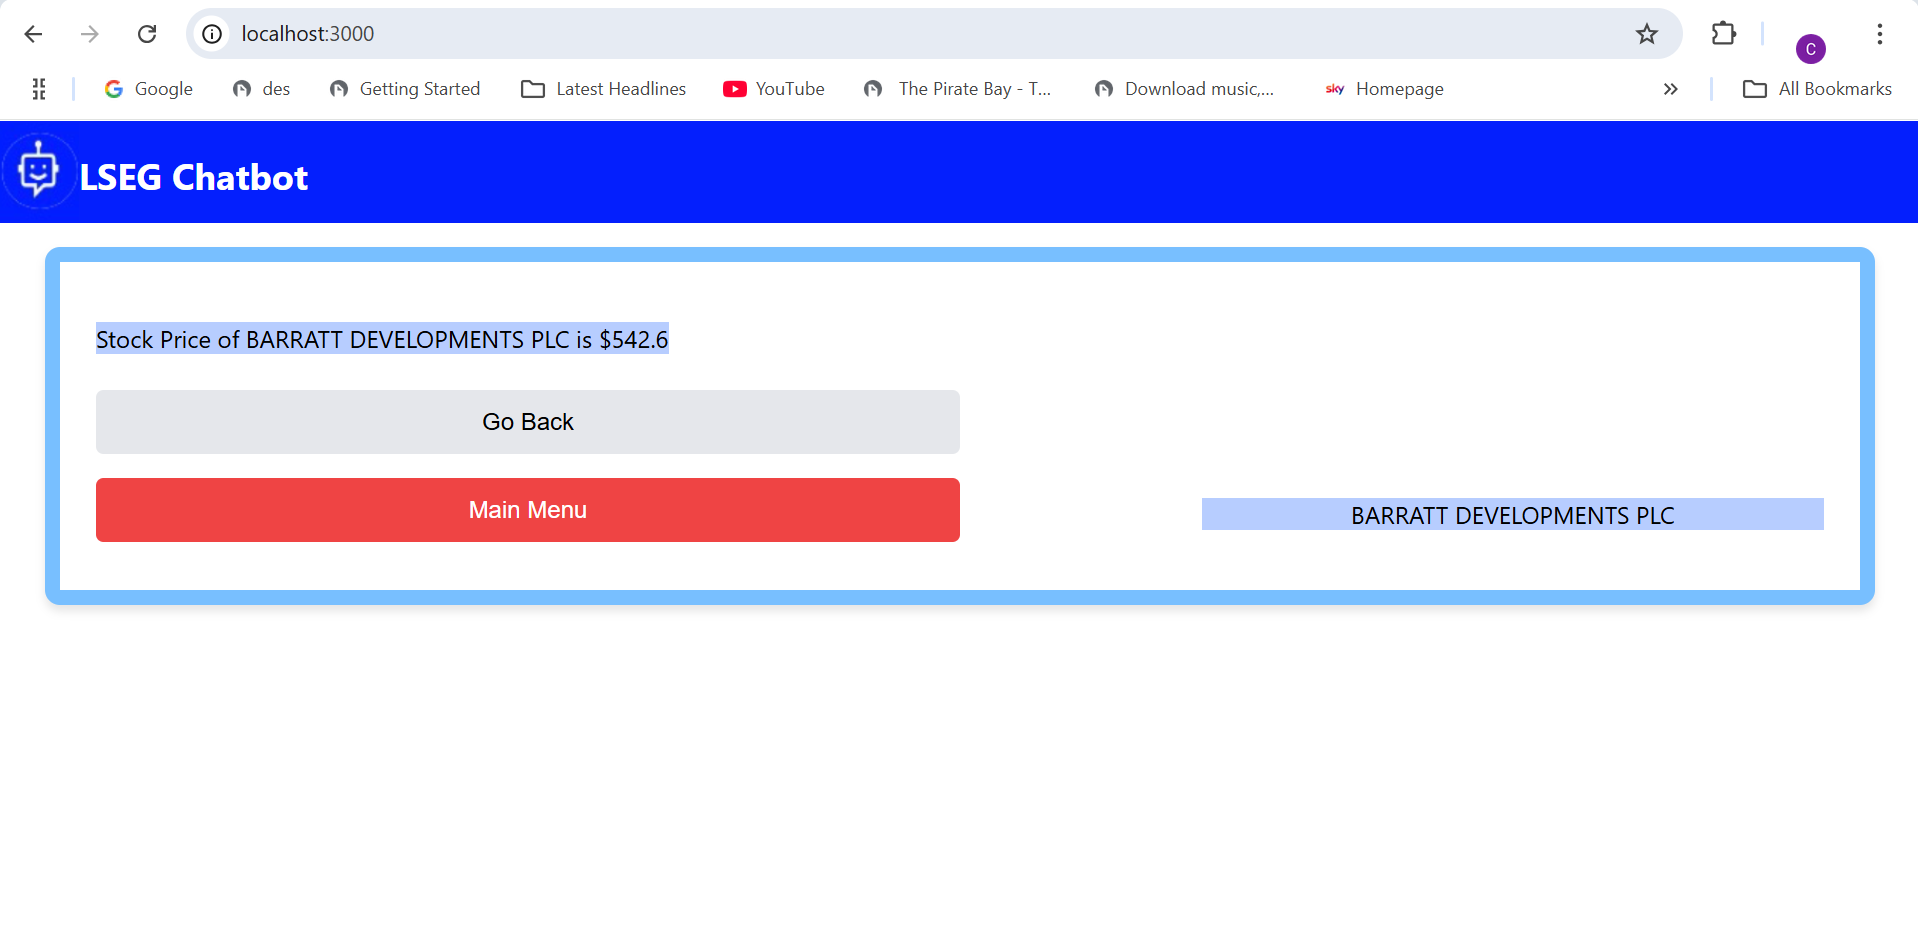 localhost:3000
C
Google
des
Getting Started
Latest Headlines
YouTube
The Pirate Bay - T...
Download music,...
sky Homepage
All Bookmarks
LSEG Chatbot
Stock Price of BARRATT DEVELOPMENTS PLC is $542.6
Go Back
Main Menu
BARRATT DEVELOPMENTS PLC